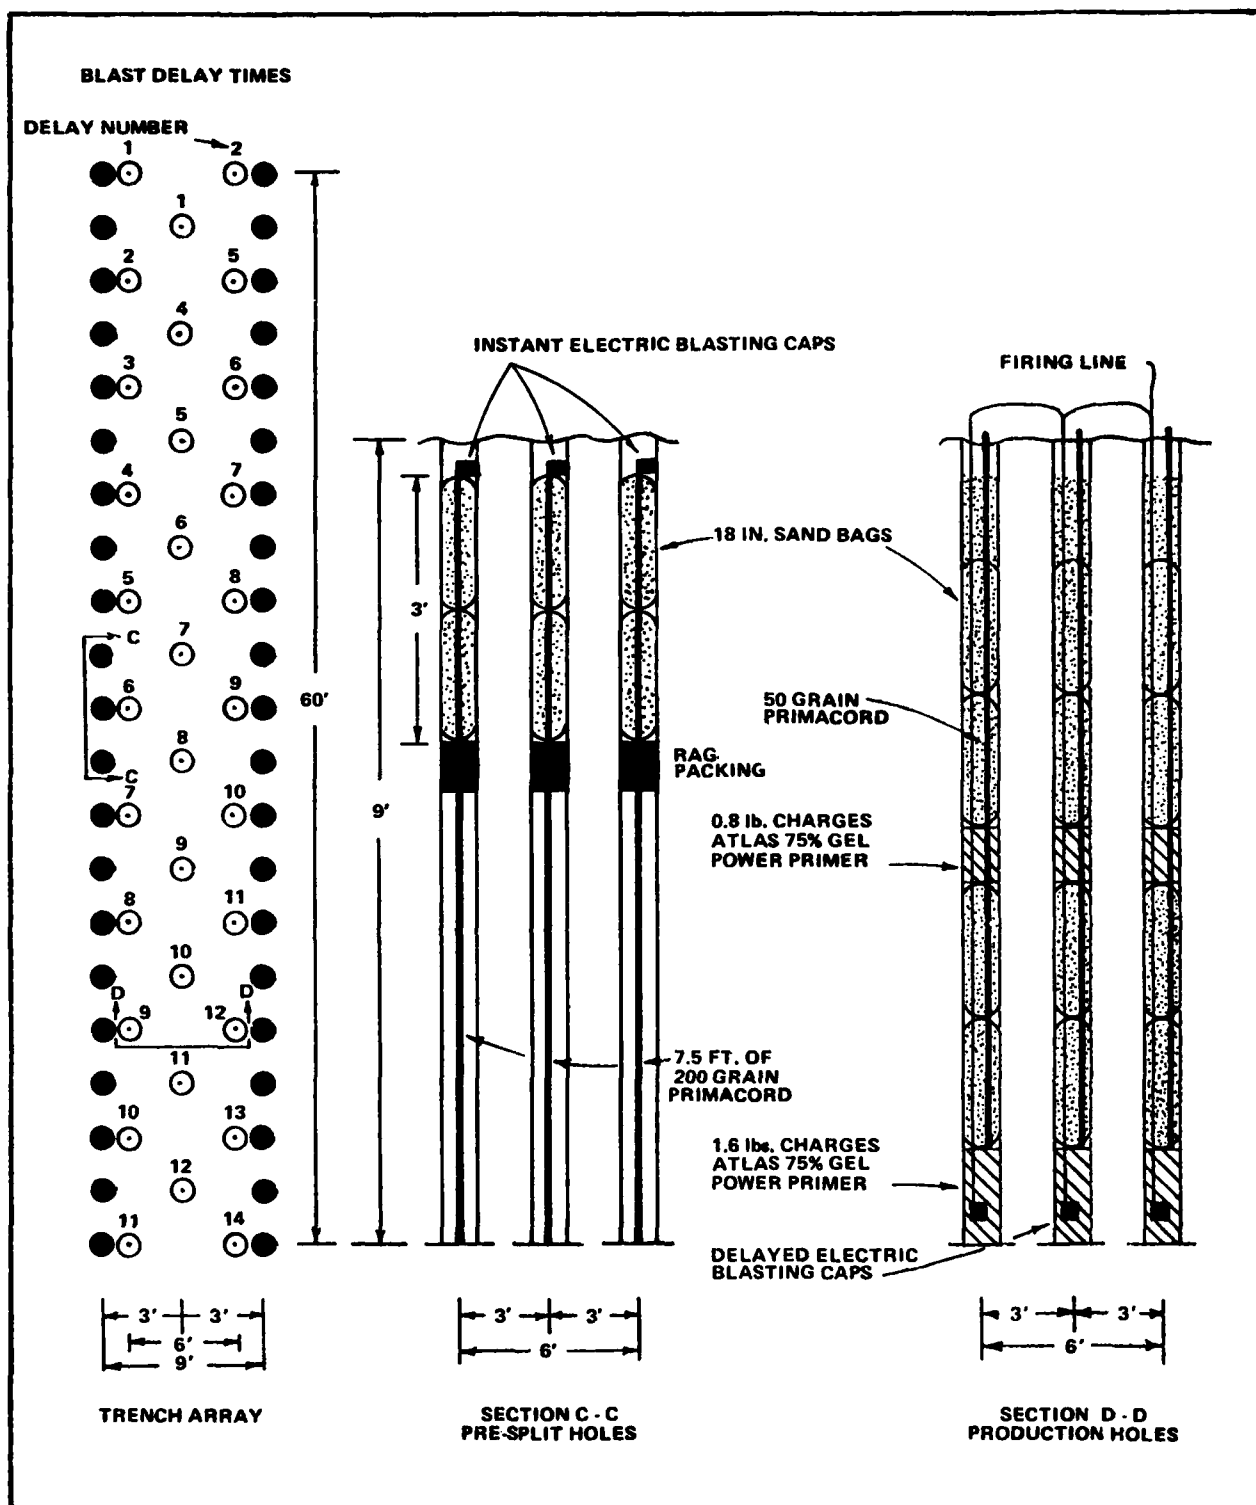 BLAST DELAY TIMES
DELAY NUMBER
1 2
1
2 5
4
3 6
5
4 7
6
5 8
C 7
6 9
8
C
7 10
9
8 11
10
D D
9 12
11
10 13
12
11 14
60'
3' 3'
6'
9'
TRENCH ARRAY
INSTANT ELECTRIC BLASTING CAPS
3'
9'
18 IN. SAND BAGS
RAG
PACKING
7.5 FT. OF
200 GRAIN
PRIMACORD
3' 3'
6'
SECTION C - C
PRE-SPLIT HOLES
FIRING LINE
50 GRAIN
PRIMACORD
0.8 lb. CHARGES
ATLAS 75% GEL
POWER PRIMER
1.6 lbs. CHARGES
ATLAS 75% GEL
POWER PRIMER
DELAYED ELECTRIC
BLASTING CAPS
3' 3'
6'
SECTION D - D
PRODUCTION HOLES